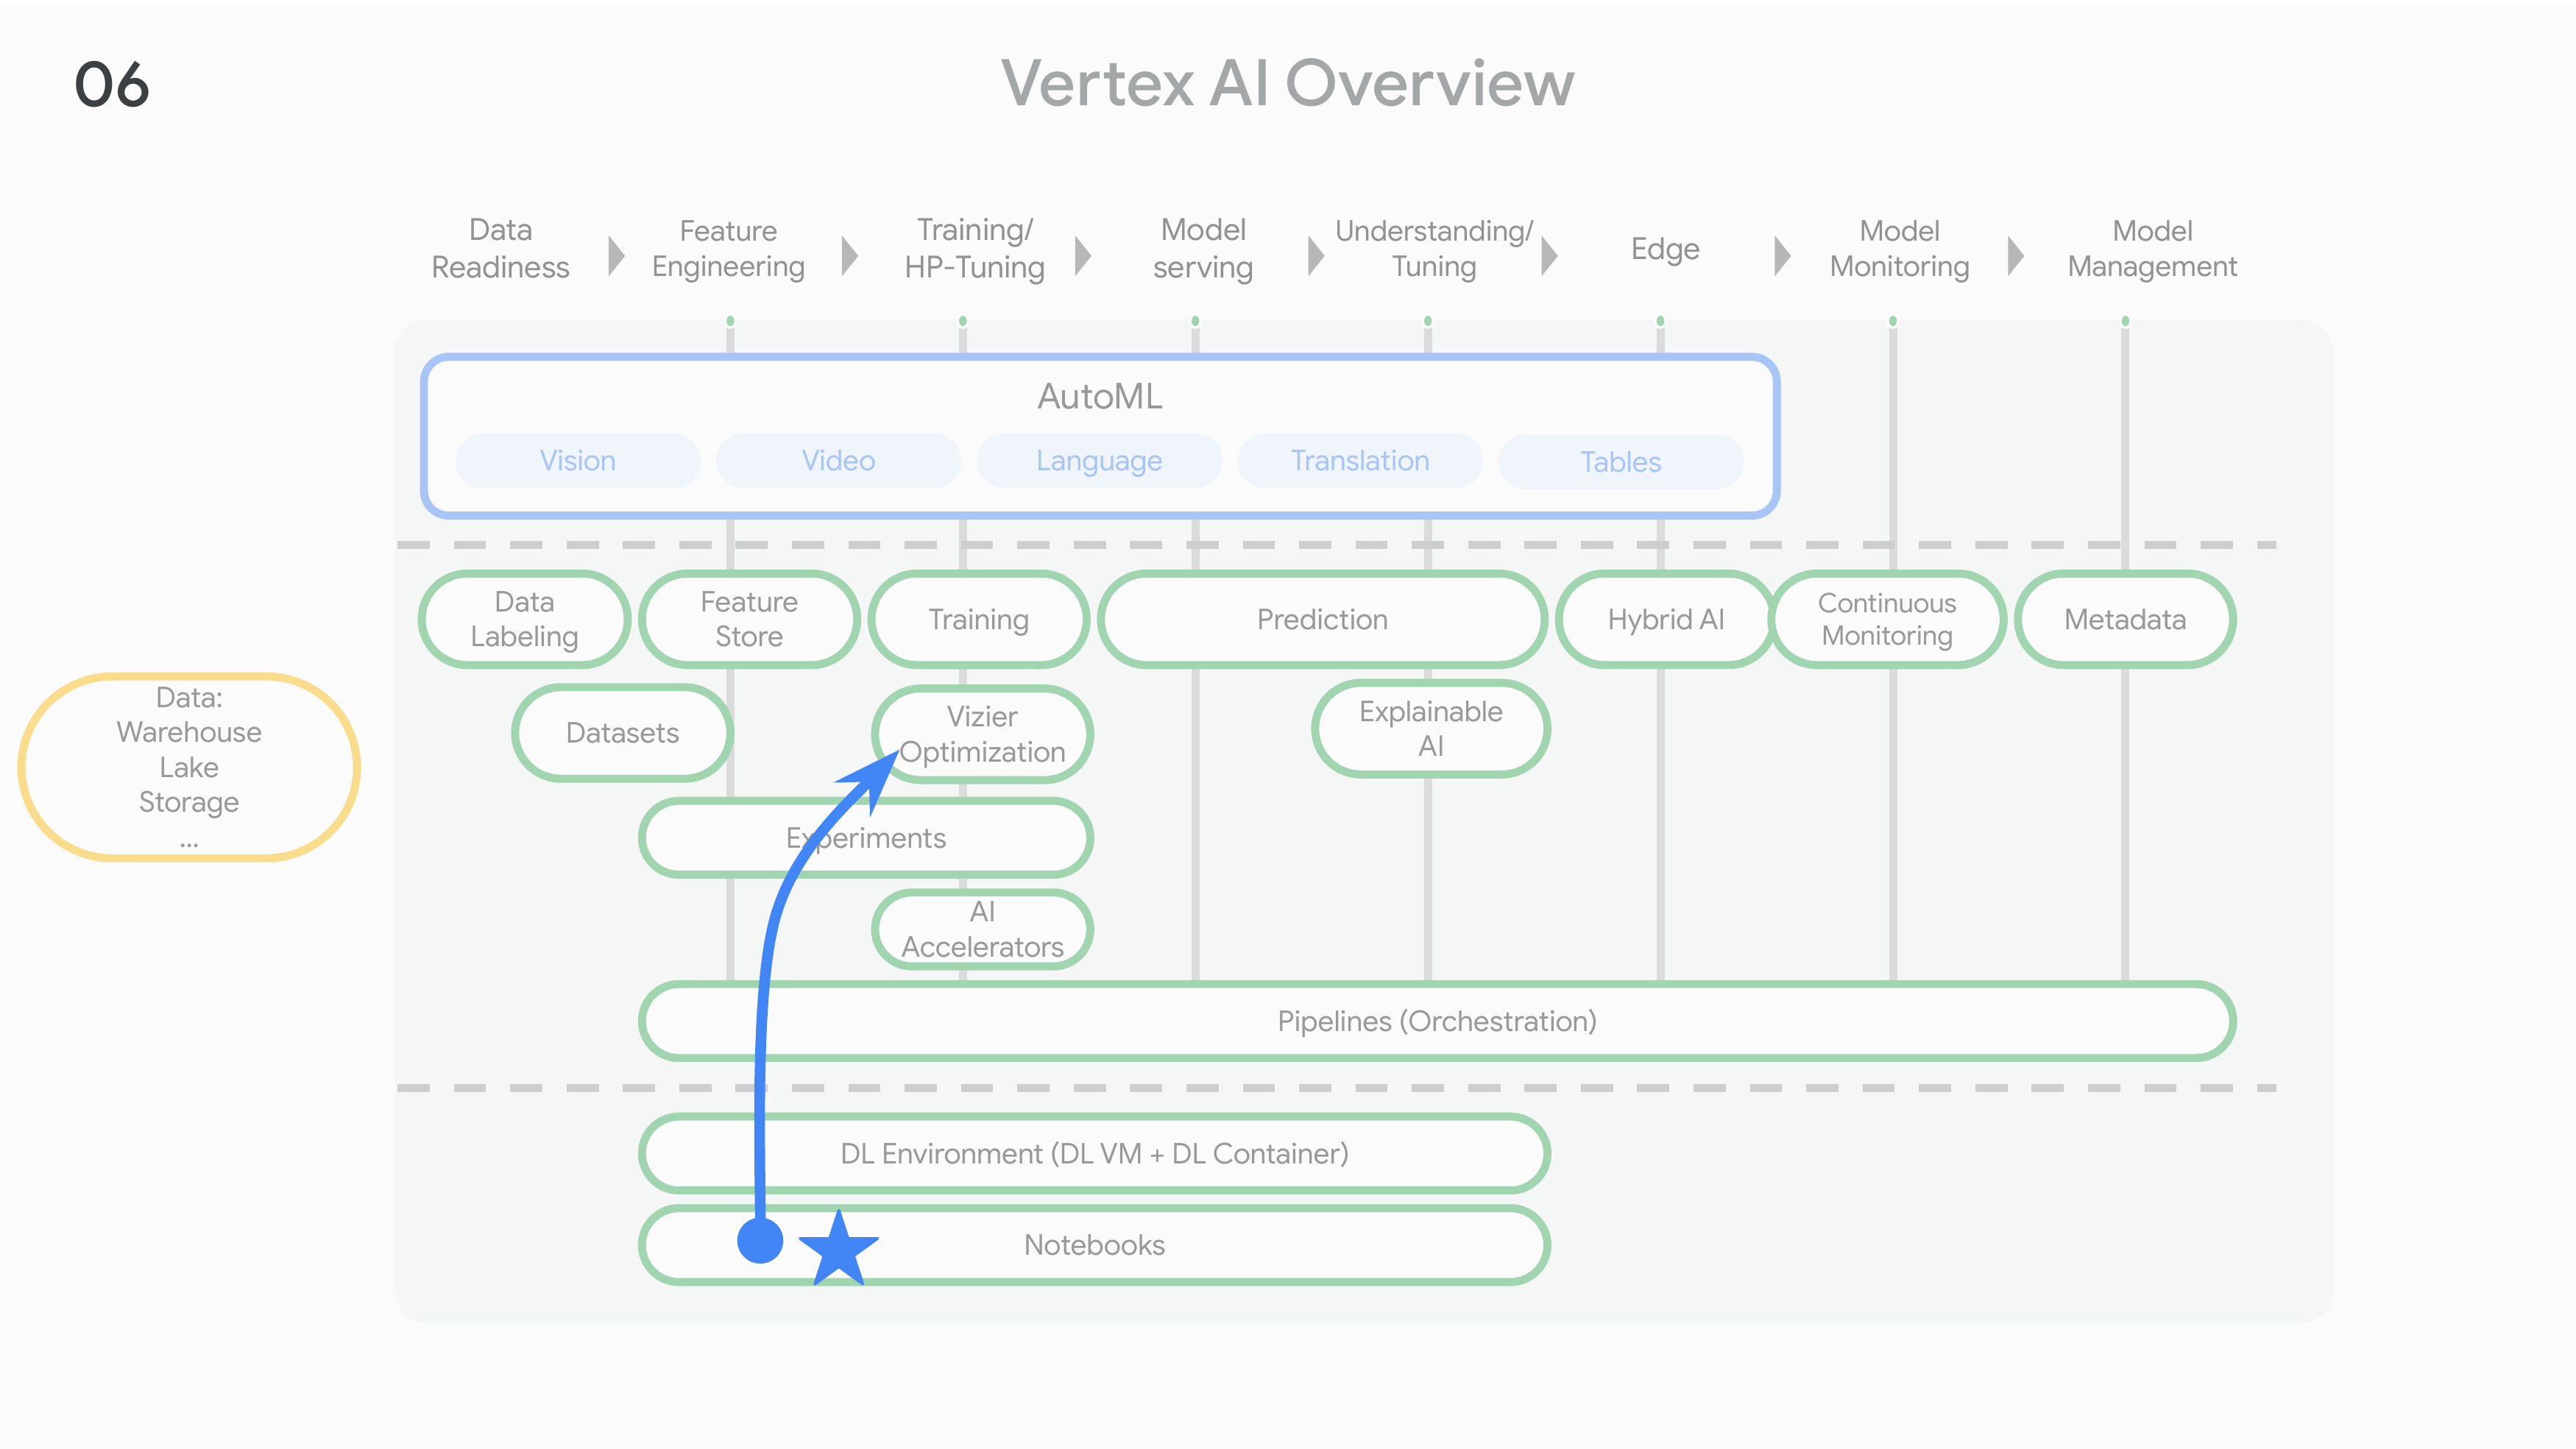 06
Vertex AI Overview
Data
Readiness
Feature
Engineering
Training/
HP-Tuning
Model
serving
Understanding/
Tuning
Edge
Model
Monitoring
Model
Management
AutoML
Vision
Video
Language
Translation
Tables
Data
Labeling
Feature
Store
Training
Prediction
Hybrid AI
Continuous
Monitoring
Metadata
Data:
Warehouse
Lake
Storage
...
Datasets
Vizier
Optimization
Explainable
AI
Experiments
AI
Accelerators
Pipelines (Orchestration)
DL Environment (DL VM + DL Container)
Notebooks